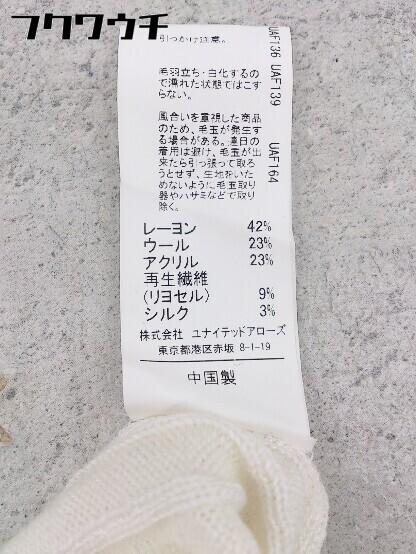 フクワウチ
引っかけ注意。
UAF136 UAF139
UAF164
毛羽立ち・白化するの
で濡れた状態ではこす
らない。
風合いを重視した商品
のため、毛玉が発生す
る場合がある。連日の
着用は避け、毛玉が出
来たら引っ張って取ろ
うとせず、生地をいた
めないように毛玉取り
器やハサミなどで取り
除く。
レーヨン 42%
ウール 23%
アクリル 23%
再生繊維
(リヨセル) 9%
シルク 3%
株式会社 ユナイテッドアローズ
東京都港区赤坂 8-1-19
中国製